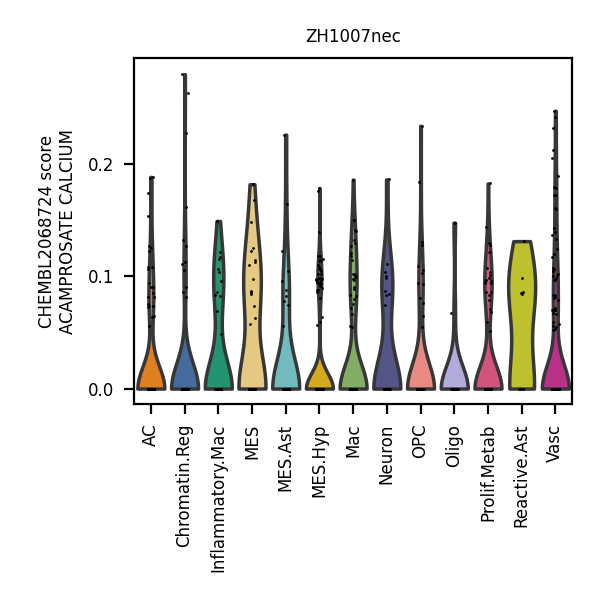 ZH1007nec
CHEMBL2068724 score
ACAMPROSATE CALCIUM
0.2
0.1
0.0
AC
Chromatin.Reg
Inflammatory.Mac
MES
MES.Ast
MES.Hyp
Mac
Neuron
OPC
Oligo
Prolif.Metab
Reactive.Ast
Vasc